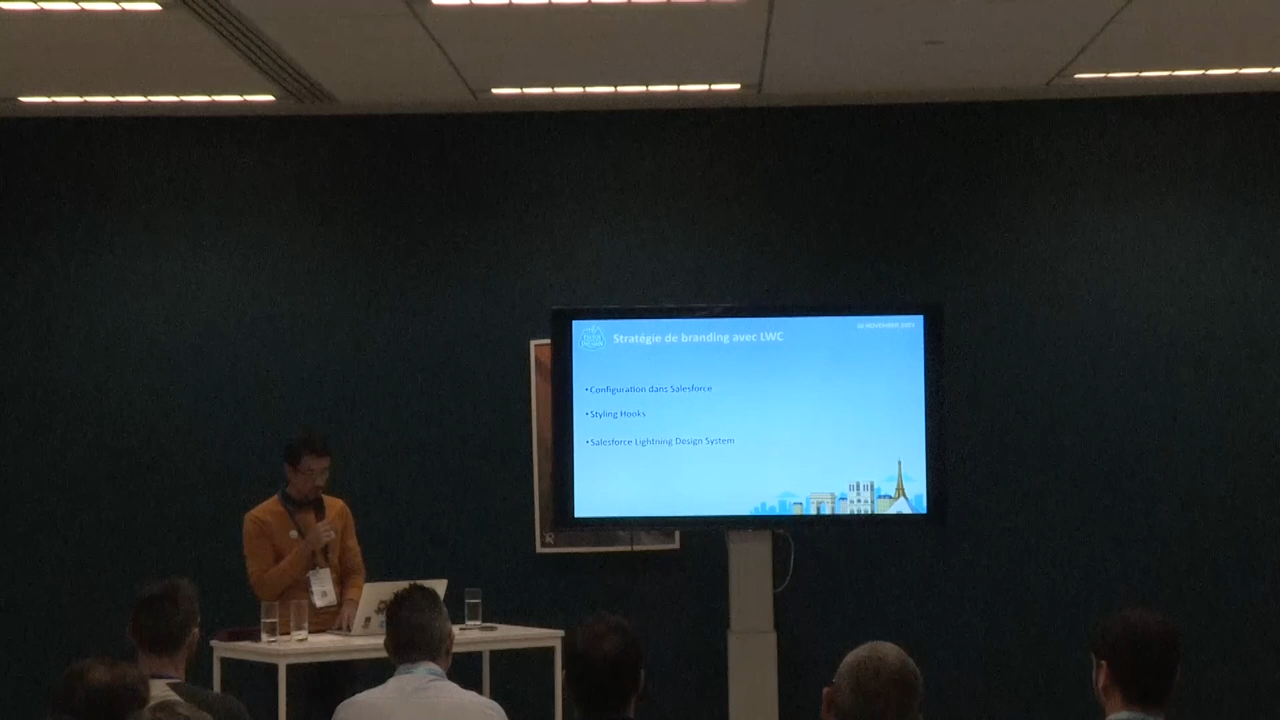 Stratégie de branding avec LWC
• Configuration dans Salesforce
• Styling Hooks
• Salesforce Lightning Design System